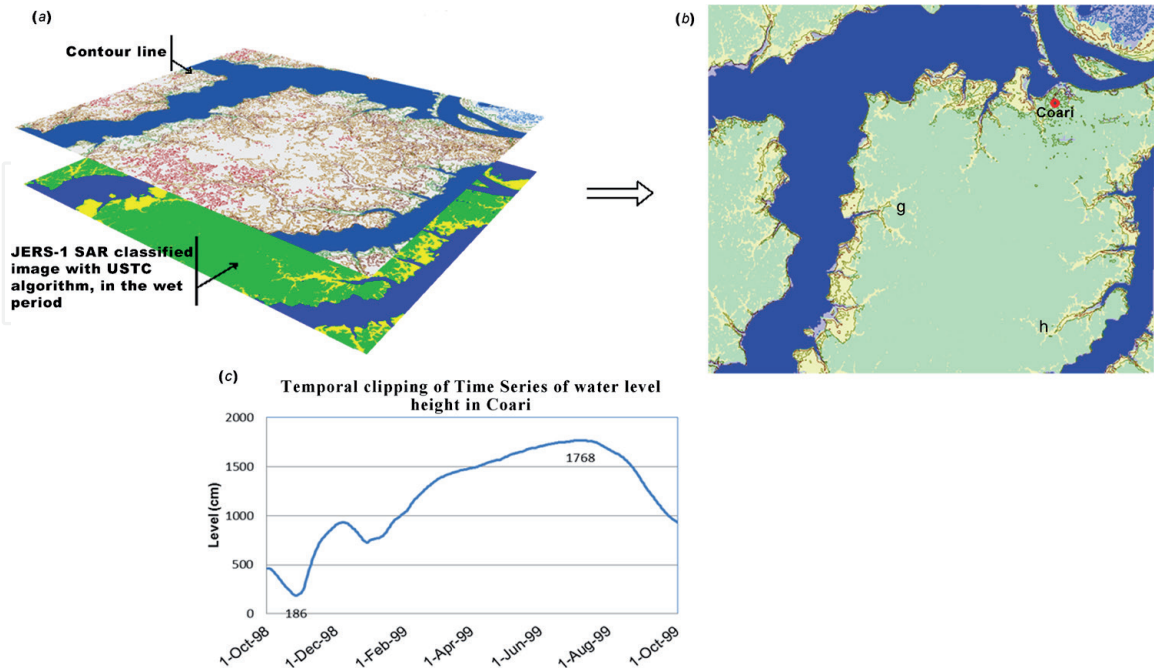 (a)
Contour line
JERS-1 SAR classified
image with USTC
algorithm, in the wet
period
(b)
Coari
g
h
(c)
Temporal clipping of Time Series of water level
height in Coari
Level (cm)
2000
1500
1000
500
0
1768
186
1-Oct-98
1-Dec-98
1-Feb-99
1-Apr-99
1-Jun-99
1-Aug-99
1-Oct-99